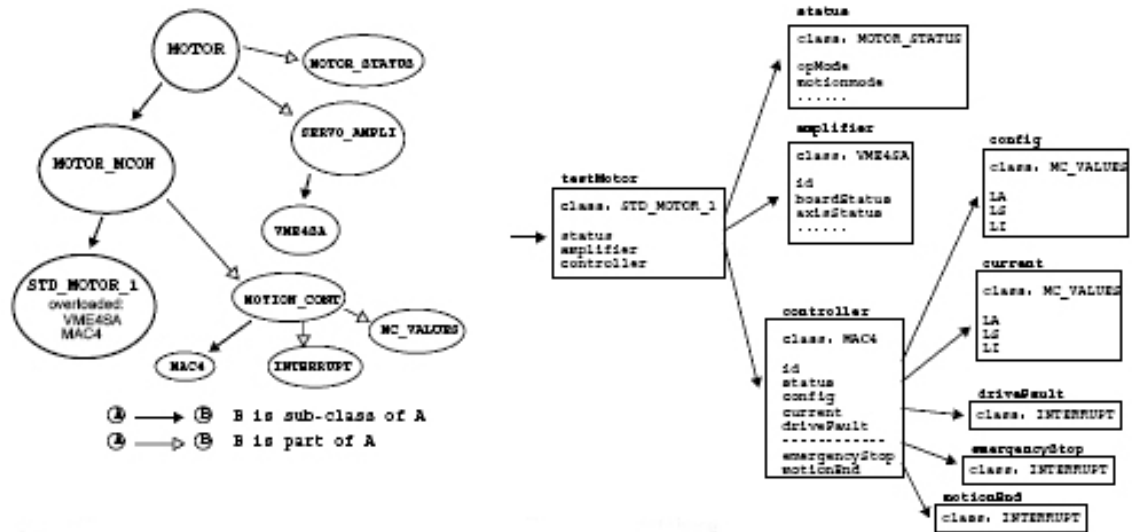 MOTOR
MOTOR_STATUS
SERVO_AMPLI
MOTOR_MCON
VME4SA
STD_MOTOR_1
overloaded:
VME4SA
MAC4
MOTION_CONT
MC_VALUES
MAC4
INTERRUPT
A B B is sub-class of A
A B B is part of A
testMotor
class: STD_MOTOR_1
status
amplifier
controller
status
class: MOTOR_STATUS
opMode
motionmode
......
amplifier
class: VME4SA
id
boardStatus
axisStatus
......
controller
class: MAC4
id
status
config
current
driveFault
------------
emergencyStop
motionEnd
config
class: MC_VALUES
LA
LS
LI
current
class: MC_VALUES
LA
LS
LI
driveFault
class: INTERRUPT
emergencyStop
class: INTERRUPT
motionEnd
class: INTERRUPT